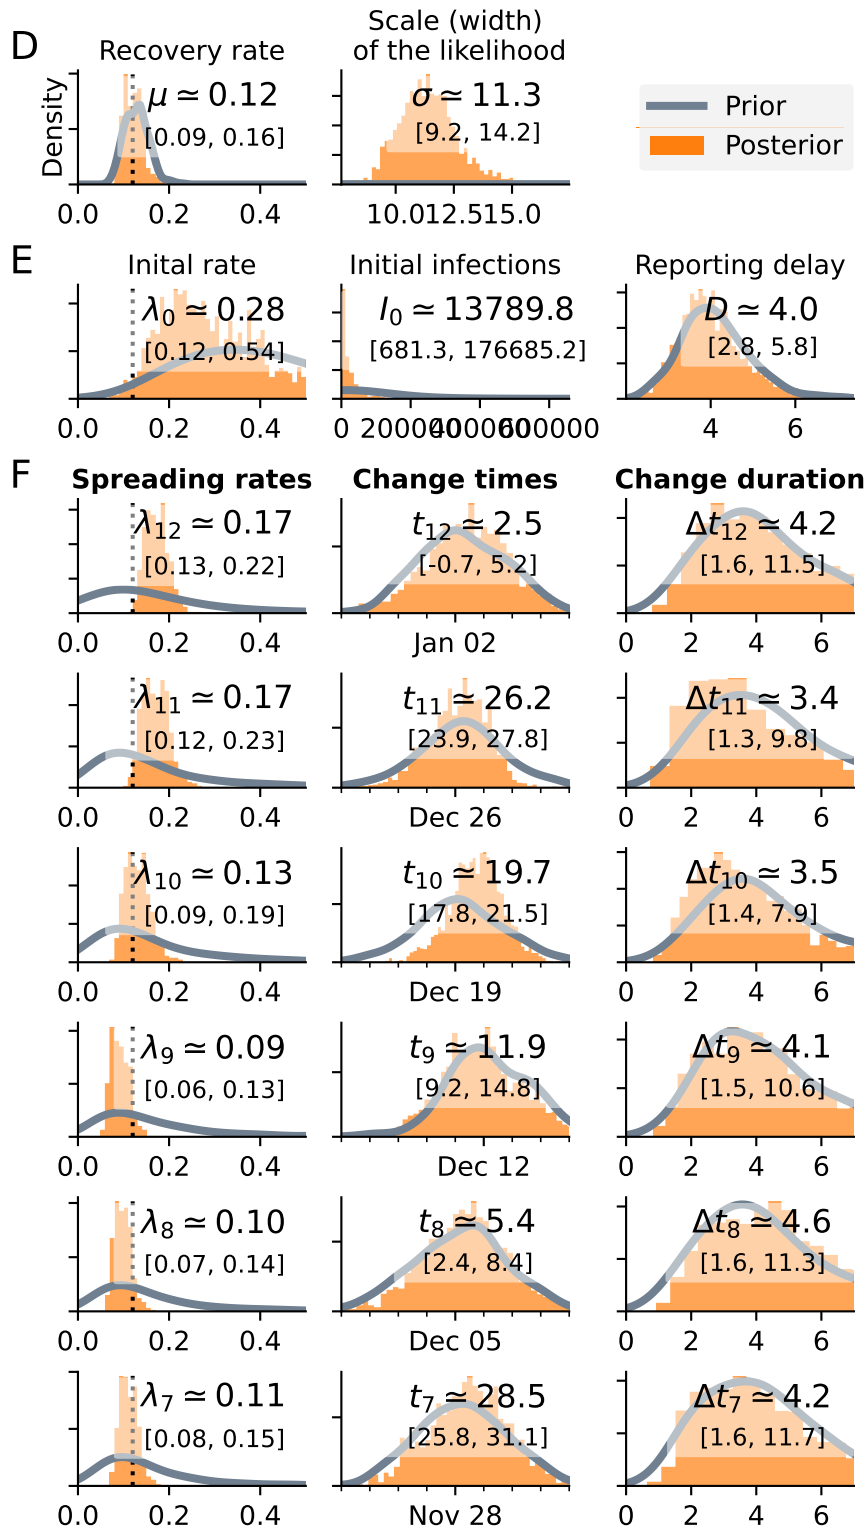 D
Recovery rate
Scale (width)
of the likelihood
Density
μ ≃ 0.12
[0.09, 0.16]
σ ≃ 11.3
[9.2, 14.2]
Prior
Posterior
0.0 0.2 0.4
10.0 12.5 15.0
E
Inital rate
Initial infections
Reporting delay
λ0 ≃ 0.28
[0.12, 0.54]
I0 ≃ 13789.8
[681.3, 176685.2]
D ≃ 4.0
[2.8, 5.8]
0.0 0.2 0.4
0 200000 400000 600000
4 6
F
Spreading rates
Change times
Change duration
λ12 ≃ 0.17
[0.13, 0.22]
t12 ≃ 2.5
[-0.7, 5.2]
Δt12 ≃ 4.2
[1.6, 11.5]
0.0 0.2 0.4
Jan 02
0 2 4 6
λ11 ≃ 0.17
[0.12, 0.23]
t11 ≃ 26.2
[23.9, 27.8]
Δt11 ≃ 3.4
[1.3, 9.8]
0.0 0.2 0.4
Dec 26
0 2 4 6
λ10 ≃ 0.13
[0.09, 0.19]
t10 ≃ 19.7
[17.8, 21.5]
Δt10 ≃ 3.5
[1.4, 7.9]
0.0 0.2 0.4
Dec 19
0 2 4 6
λ9 ≃ 0.09
[0.06, 0.13]
t9 ≃ 11.9
[9.2, 14.8]
Δt9 ≃ 4.1
[1.5, 10.6]
0.0 0.2 0.4
Dec 12
0 2 4 6
λ8 ≃ 0.10
[0.07, 0.14]
t8 ≃ 5.4
[2.4, 8.4]
Δt8 ≃ 4.6
[1.6, 11.3]
0.0 0.2 0.4
Dec 05
0 2 4 6
λ7 ≃ 0.11
[0.08, 0.15]
t7 ≃ 28.5
[25.8, 31.1]
Δt7 ≃ 4.2
[1.6, 11.7]
0.0 0.2 0.4
Nov 28
0 2 4 6